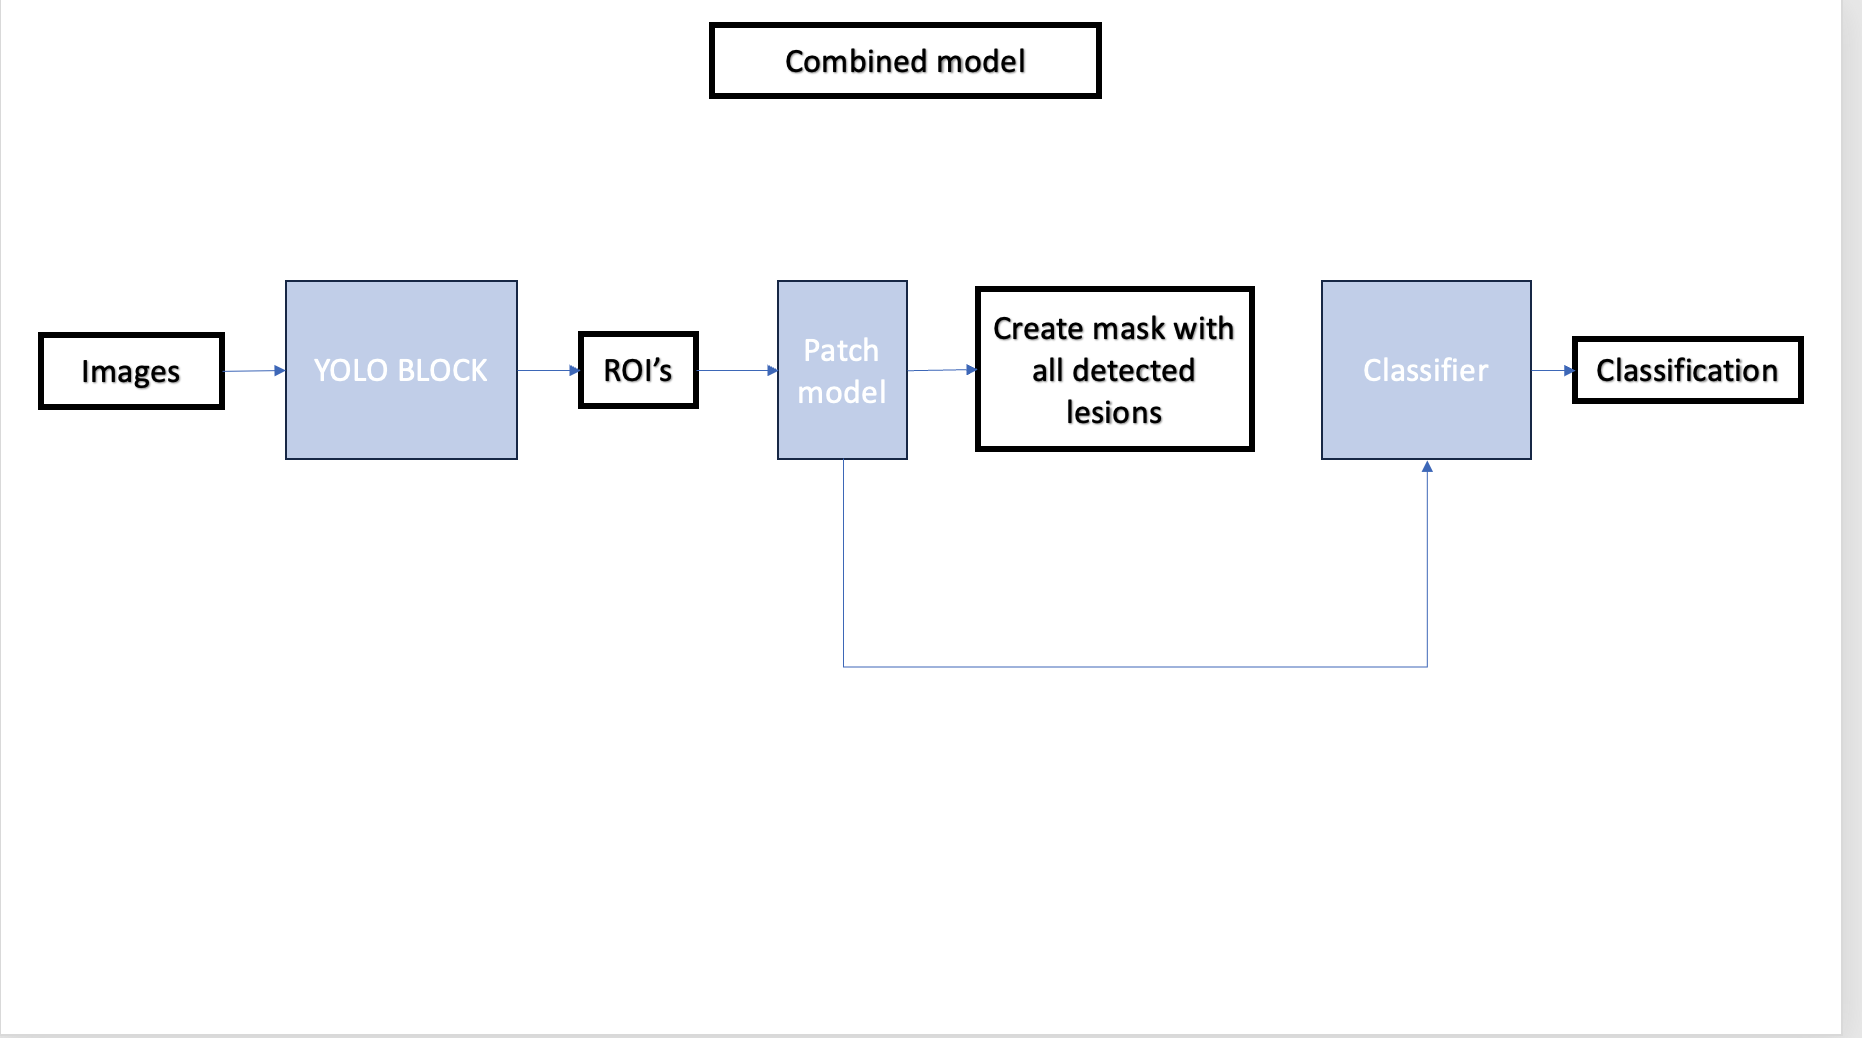 Combined model
Images
YOLO BLOCK
ROI’s
Patch
model
Create mask with
all detected
lesions
Classifier
Classification